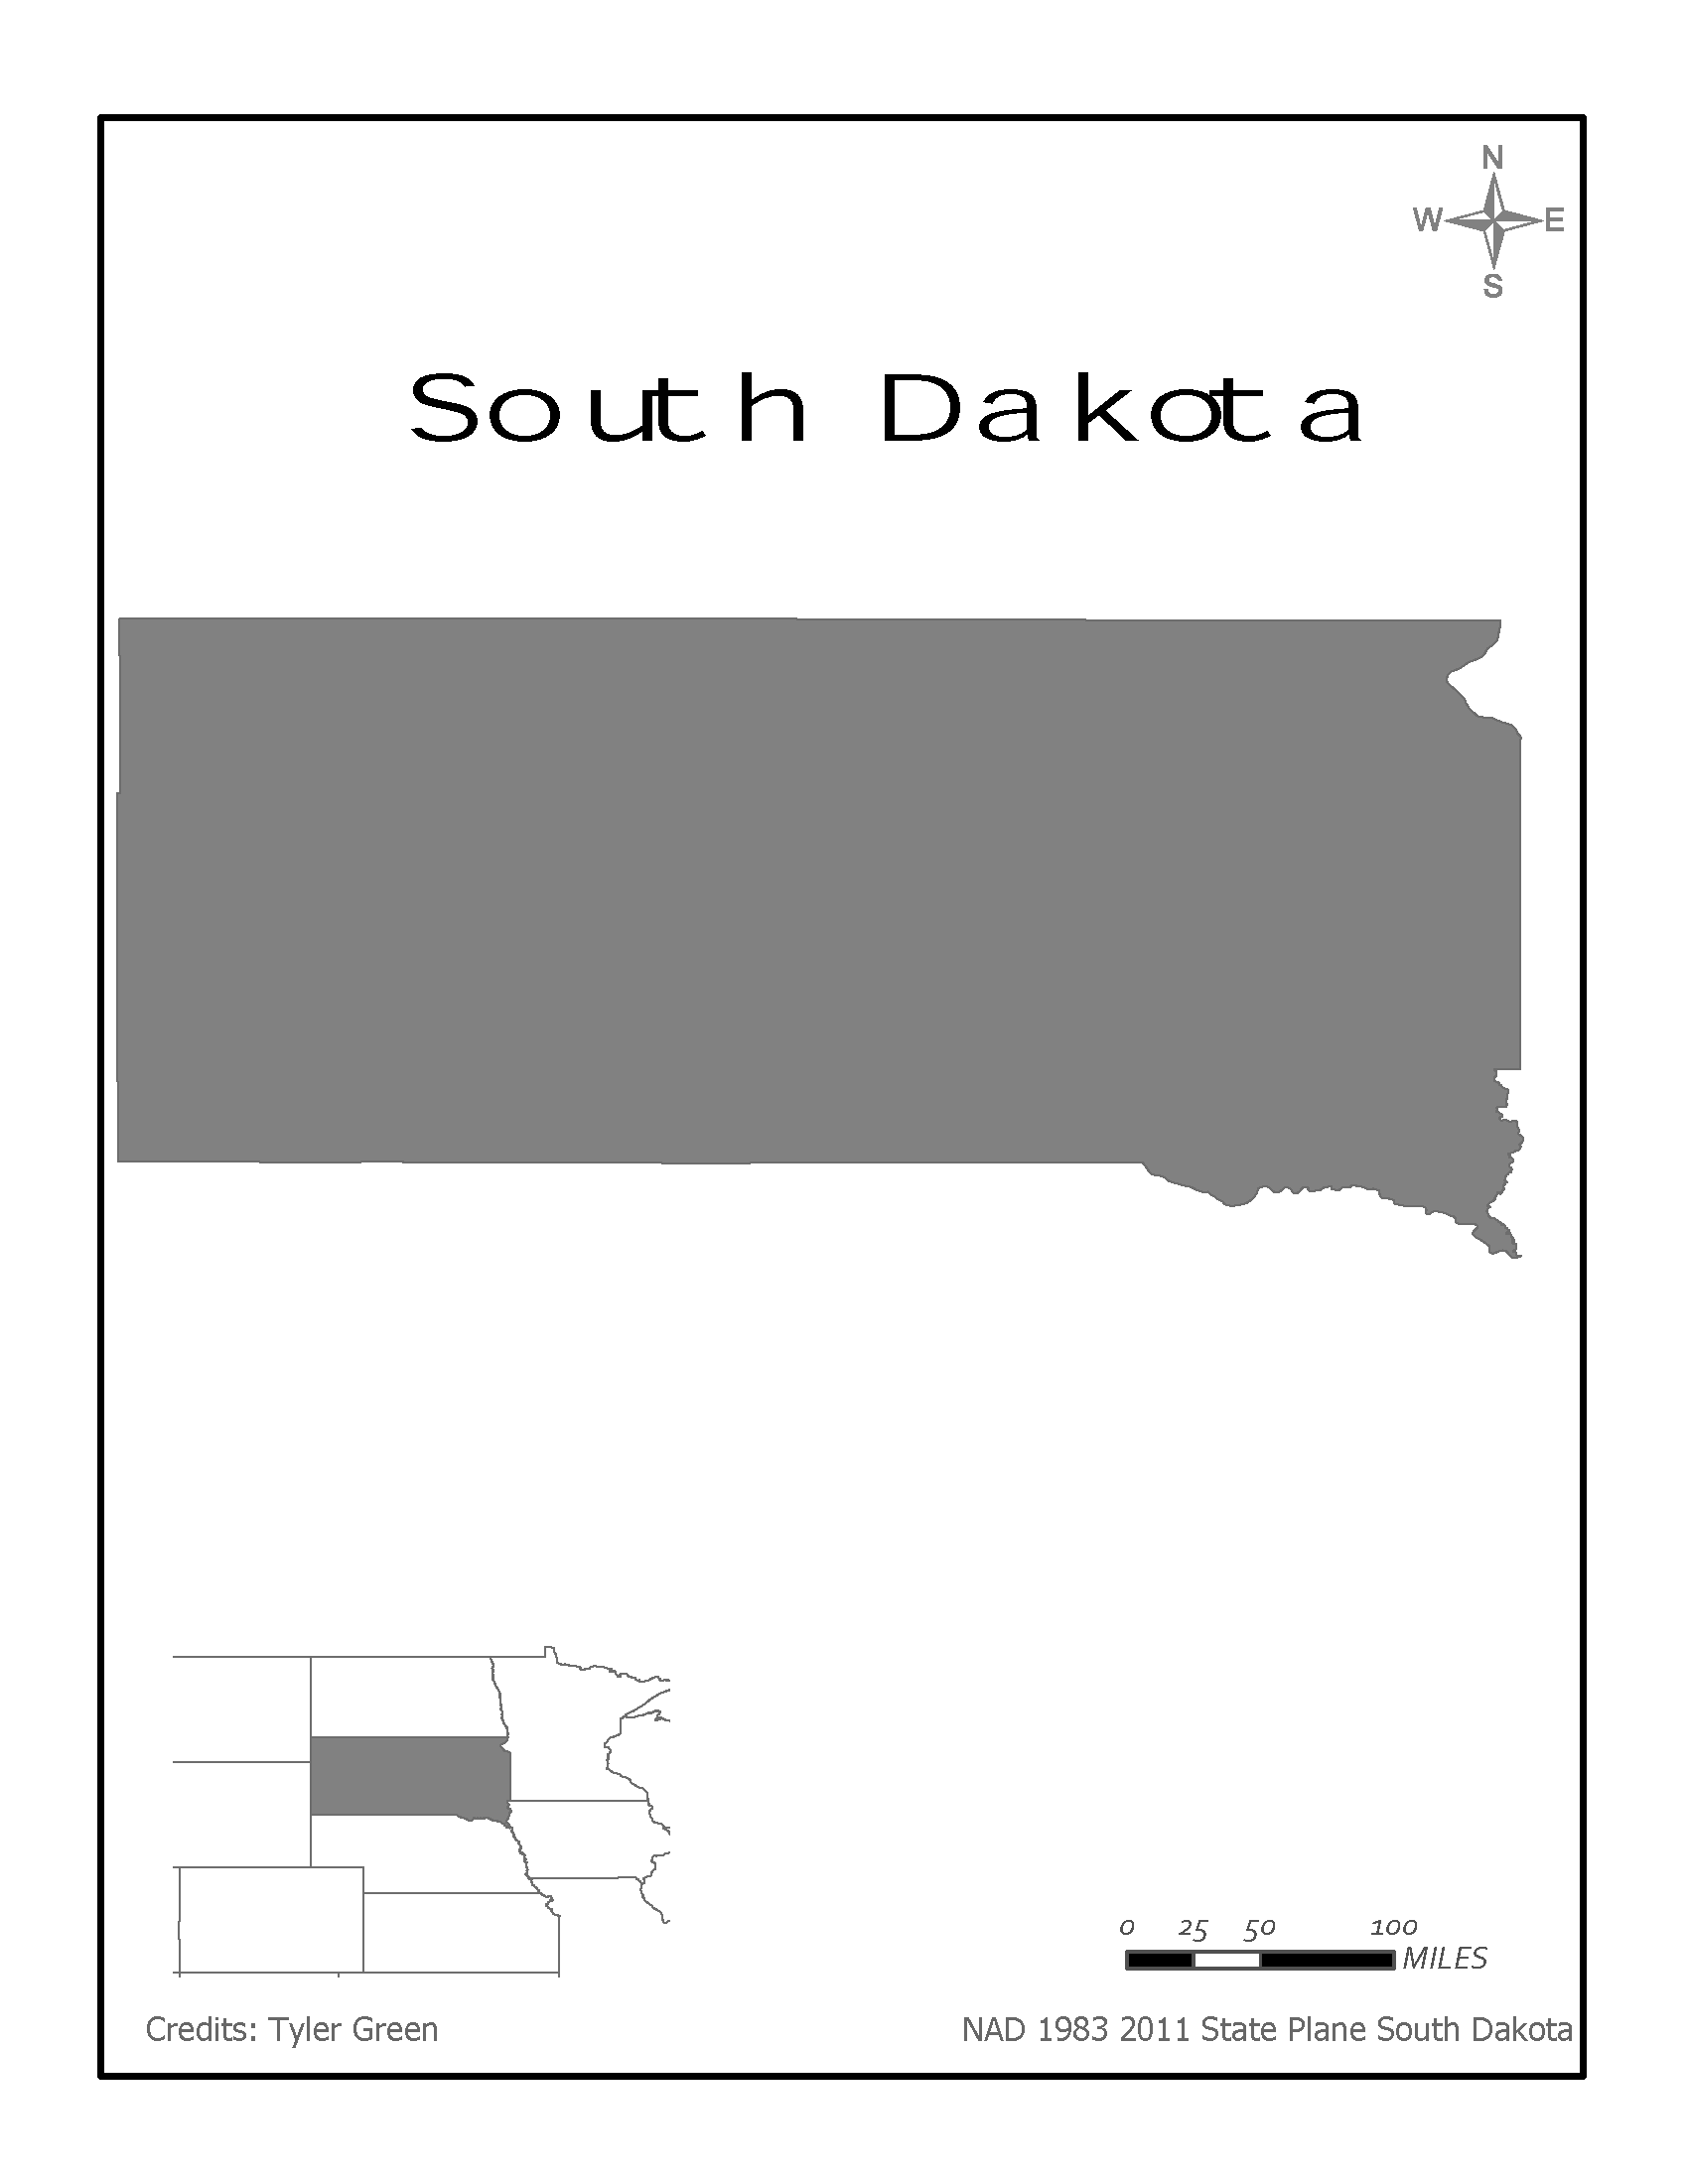 N
W E
S
South Dakota
0 25 50 100
MILES
Credits: Tyler Green
NAD 1983 2011 State Plane South Dakota